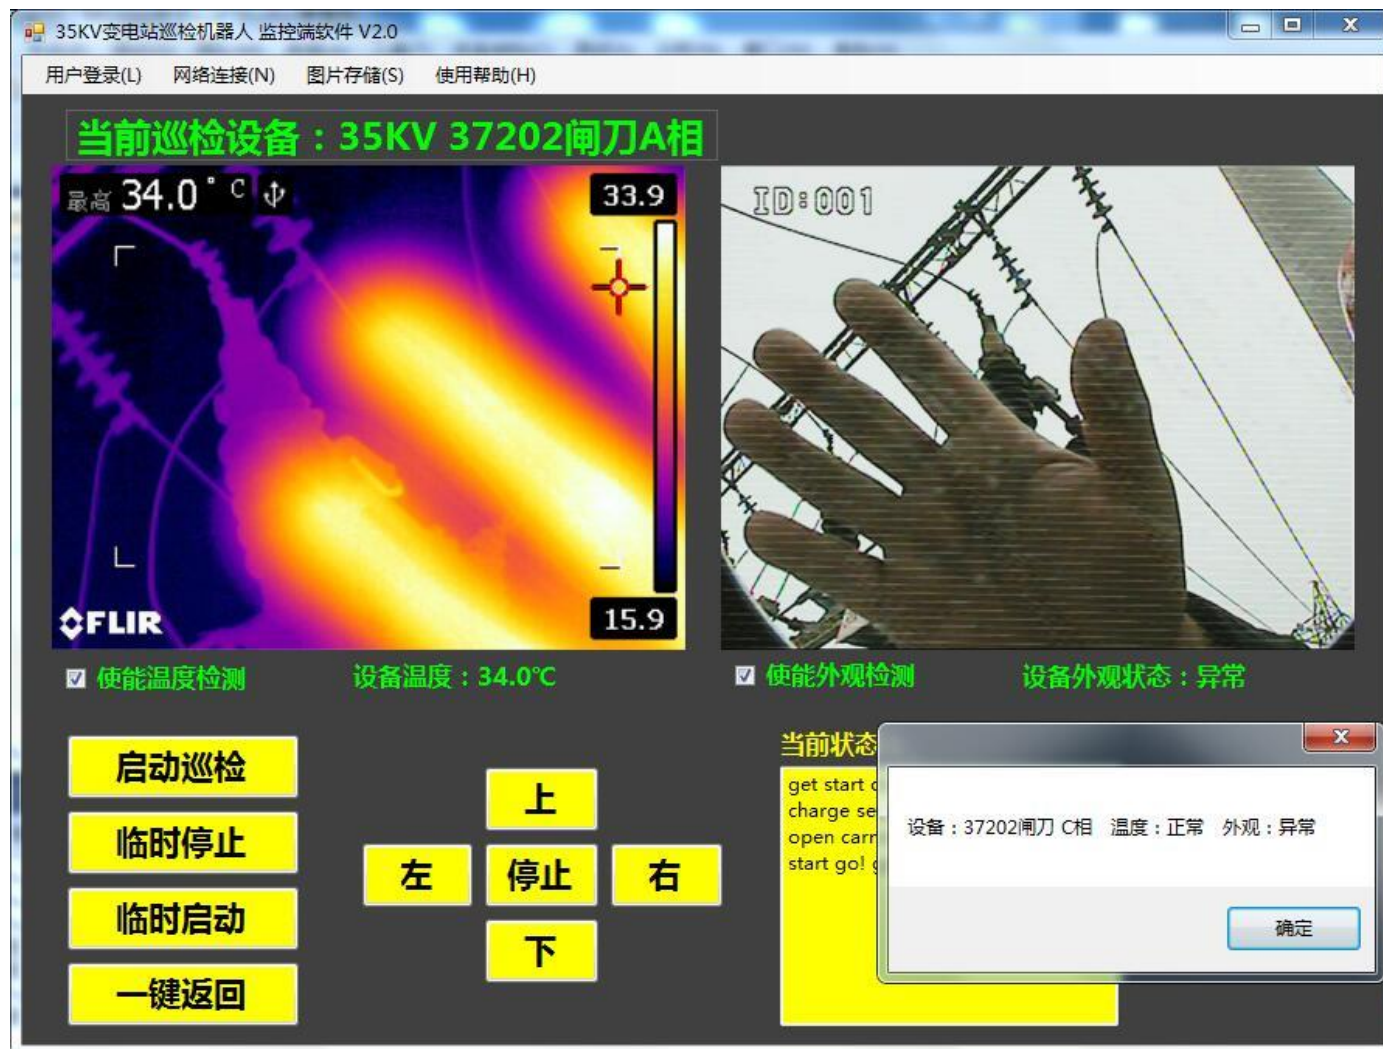 35KV变电站巡检机器人 监控端软件 V2.0
用户登录(L) 网络连接(N) 图片存储(S) 使用帮助(H)
当前巡检设备：35KV 37202闸刀A相
最高 34.0°C
33.9
ID:001
15.9
FLIR
使能温度检测 设备温度：34.0℃
使能外观检测 设备外观状态：异常
启动巡检
临时停止
临时启动
一键返回
上
左 停止 右
下
当前状态
get start
charge se
open carr
start go!
设备：37202闸刀 C相 温度：正常 外观：异常
确定